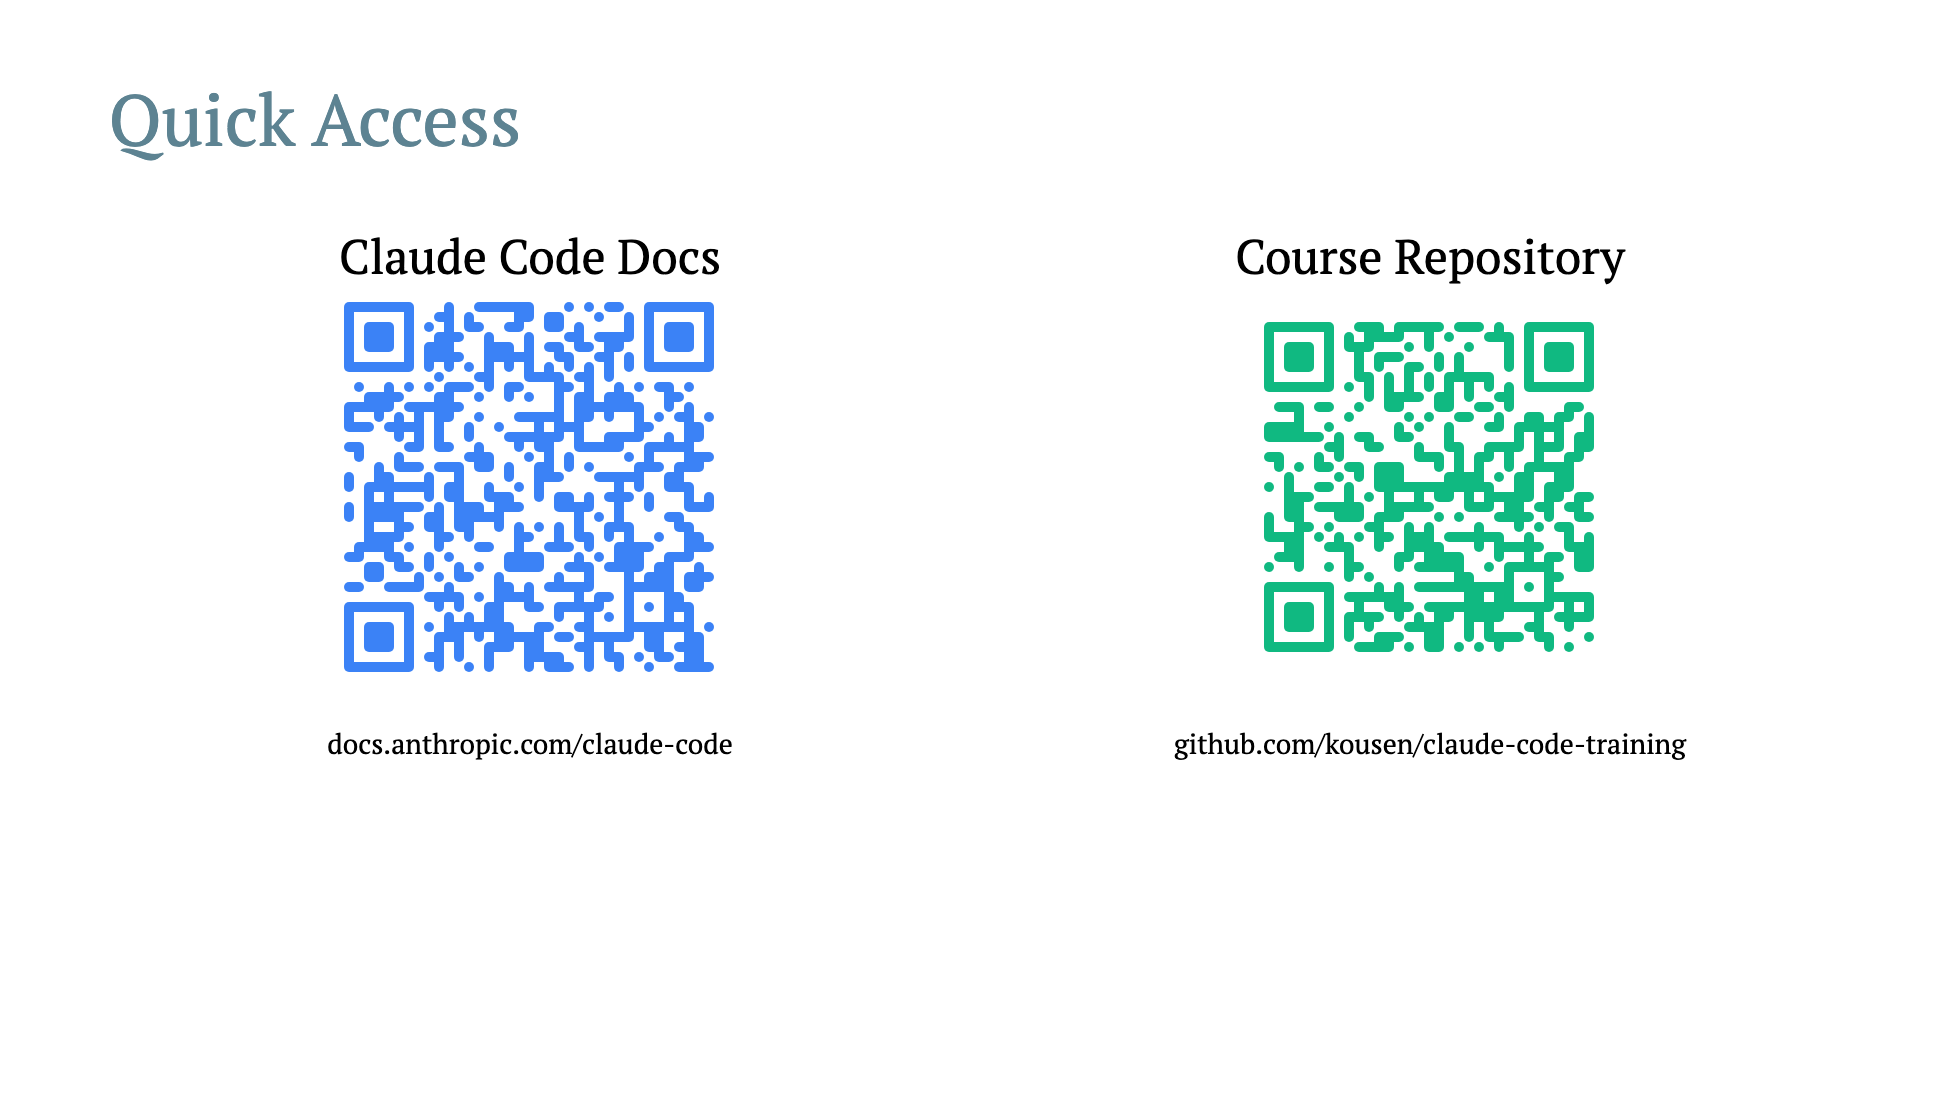 Quick Access
Claude Code Docs
docs.anthropic.com/claude-code
Course Repository
github.com/kousen/claude-code-training